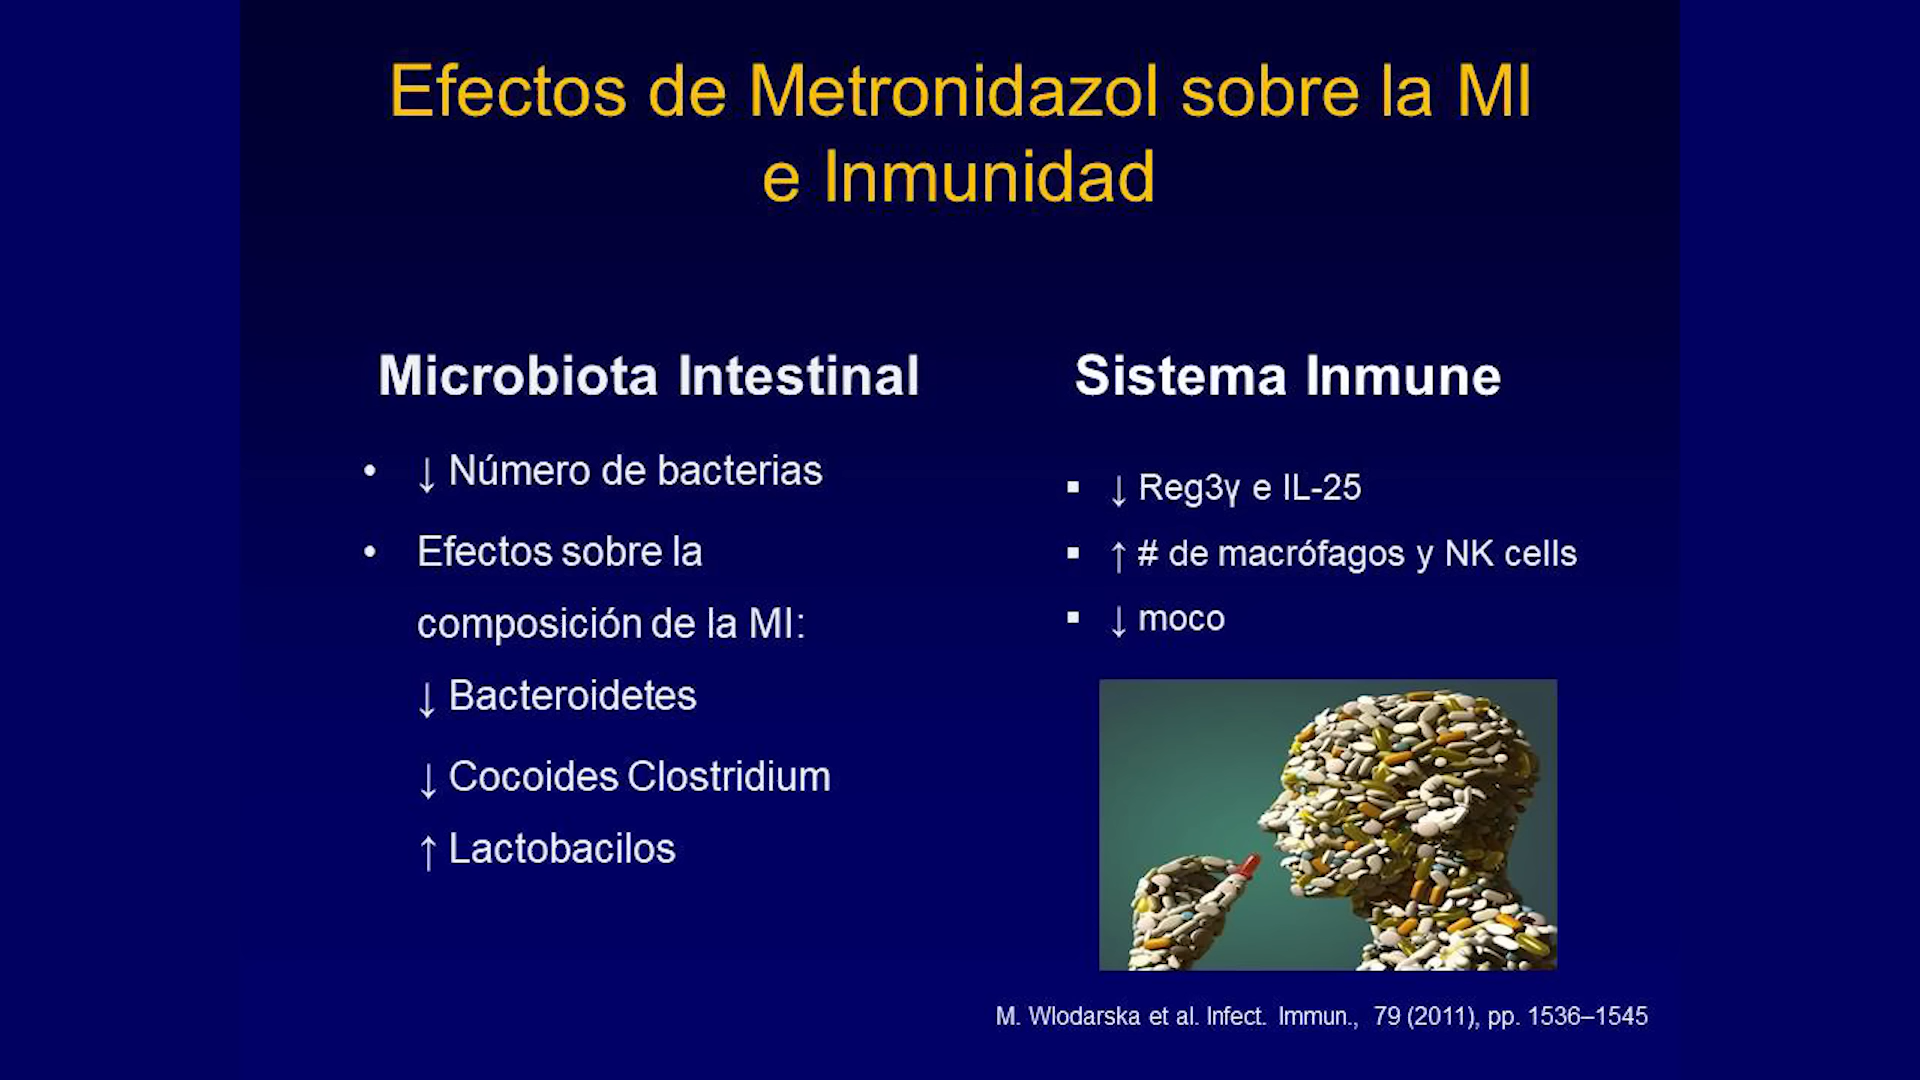 Efectos de Metronidazol sobre la MI
e Inmunidad
Microbiota Intestinal
• ↓ Número de bacterias
• Efectos sobre la
composición de la MI:
↓ Bacteroidetes
↓ Cocoides Clostridium
↑ Lactobacilos
Sistema Inmune
▪ ↓ Reg3γ e IL-25
▪ ↑ # de macrófagos y NK cells
▪ ↓ moco
M. Wlodarska et al. Infect. Immun., 79 (2011), pp. 1536–1545